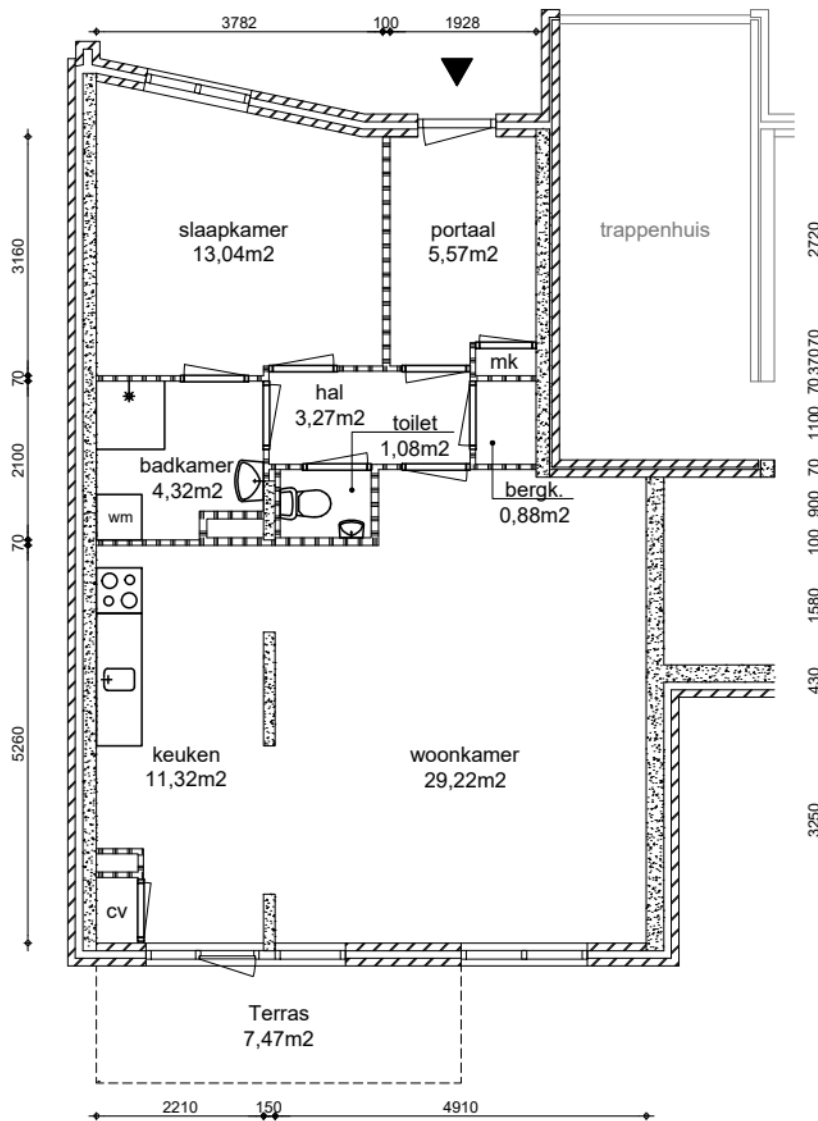 3782
100
1928
slaapkamer
13,04m2
portaal
5,57m2
trappenhuis
mk
hal
3,27m2
toilet
1,08m2
badkamer
4,32m2
wm
bergk.
0,88m2
keuken
11,32m2
woonkamer
29,22m2
cv
Terras
7,47m2
2210
150
4910
3160
70
2100
70
5260
2720
70
370
70
1100
70
900
100
1580
430
3250